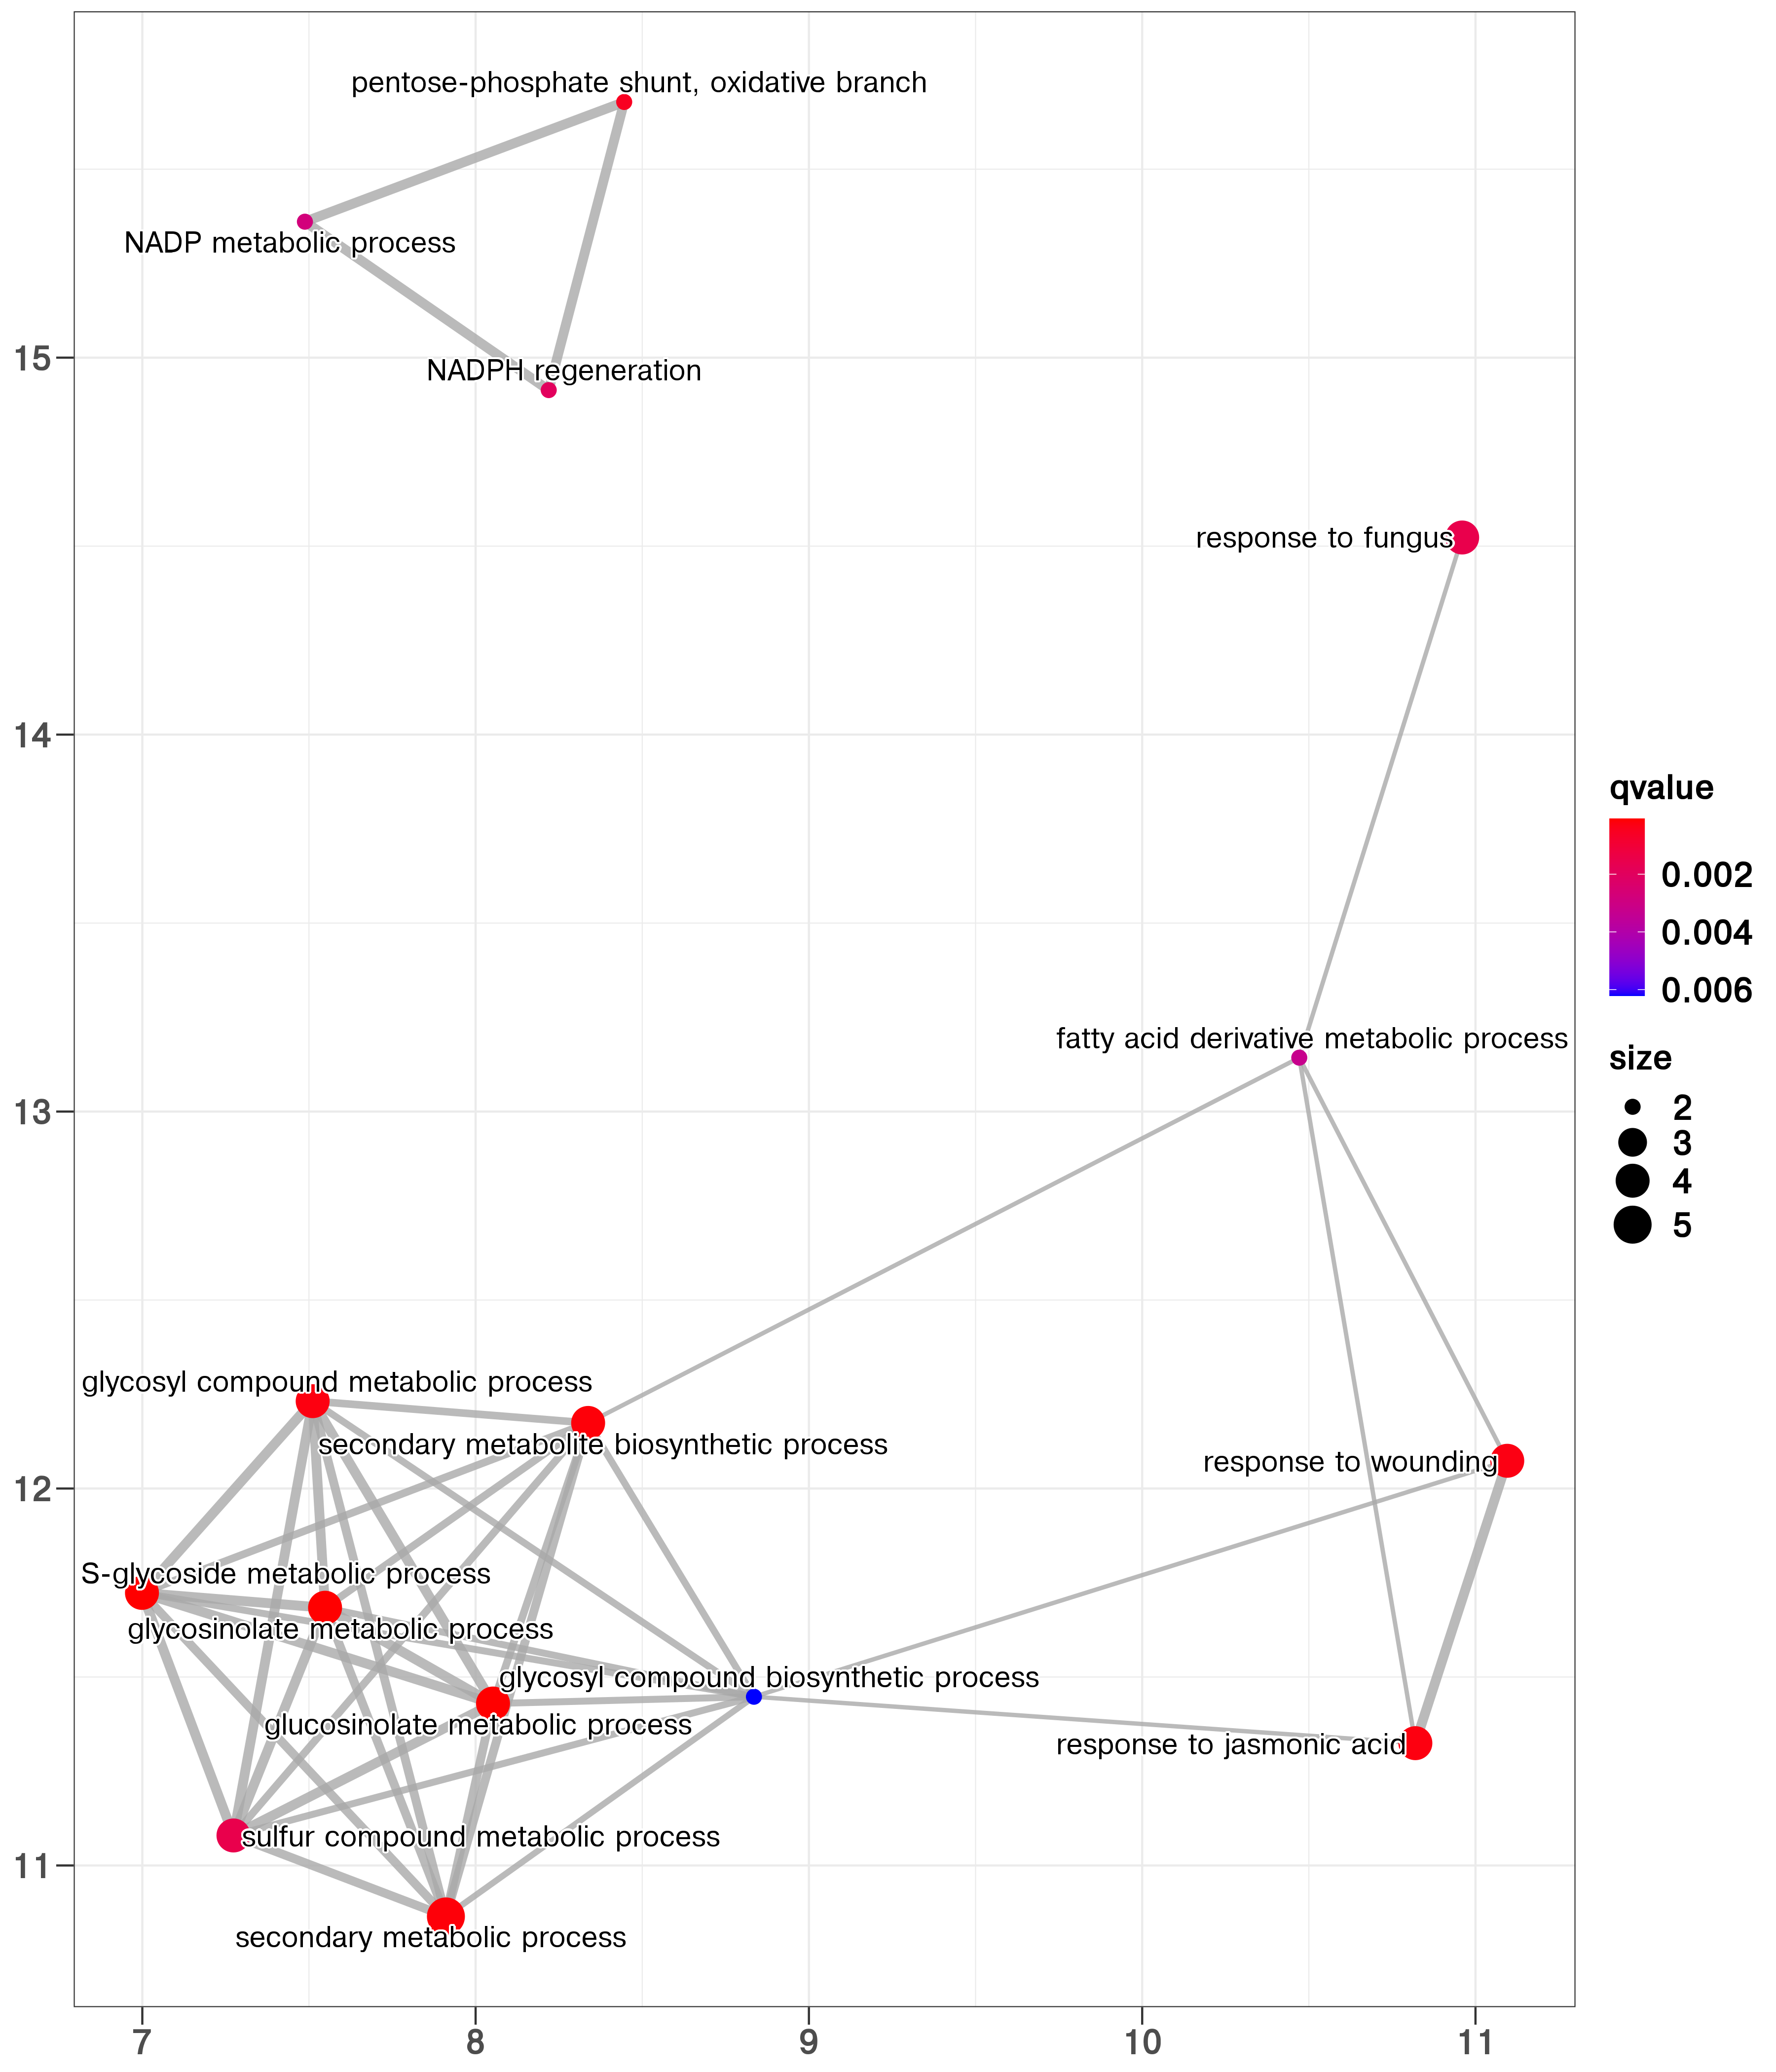 pentose-phosphate shunt, oxidative branch
NADP metabolic process
15
NADPH regeneration
response to fungus
14
qvalue
0.002
0.004
0.006
fatty acid derivative metabolic process
size
2
3
4
5
13
glycosyl compound metabolic process
secondary metabolite biosynthetic process
response to wounding
12
S-glycoside metabolic process
glycosinolate metabolic process
glycosyl compound biosynthetic process
glucosinolate metabolic process
response to jasmonic acid
sulfur compound metabolic process
11
secondary metabolic process
7
8
9
10
11